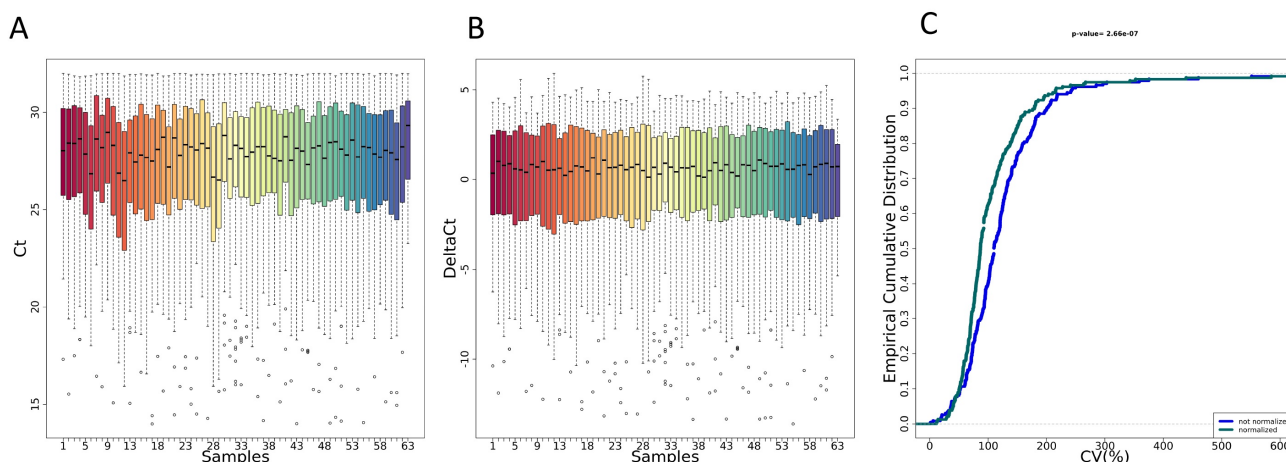 A
Ct
30
25
20
15
1 5 9 13 18 23 28 33 38 43 48 53 58 63
Samples
B
DeltaCt
5
0
-5
-10
1 5 9 13 18 23 28 33 38 43 48 53 58 63
Samples
C
p-value= 2.66e-07
Empirical Cumulative Distribution
1.0
0.9
0.8
0.7
0.6
0.5
0.4
0.3
0.2
0.1
0.0
0 100 200 300 400 500 600
CV(%)
not normalize
normalized